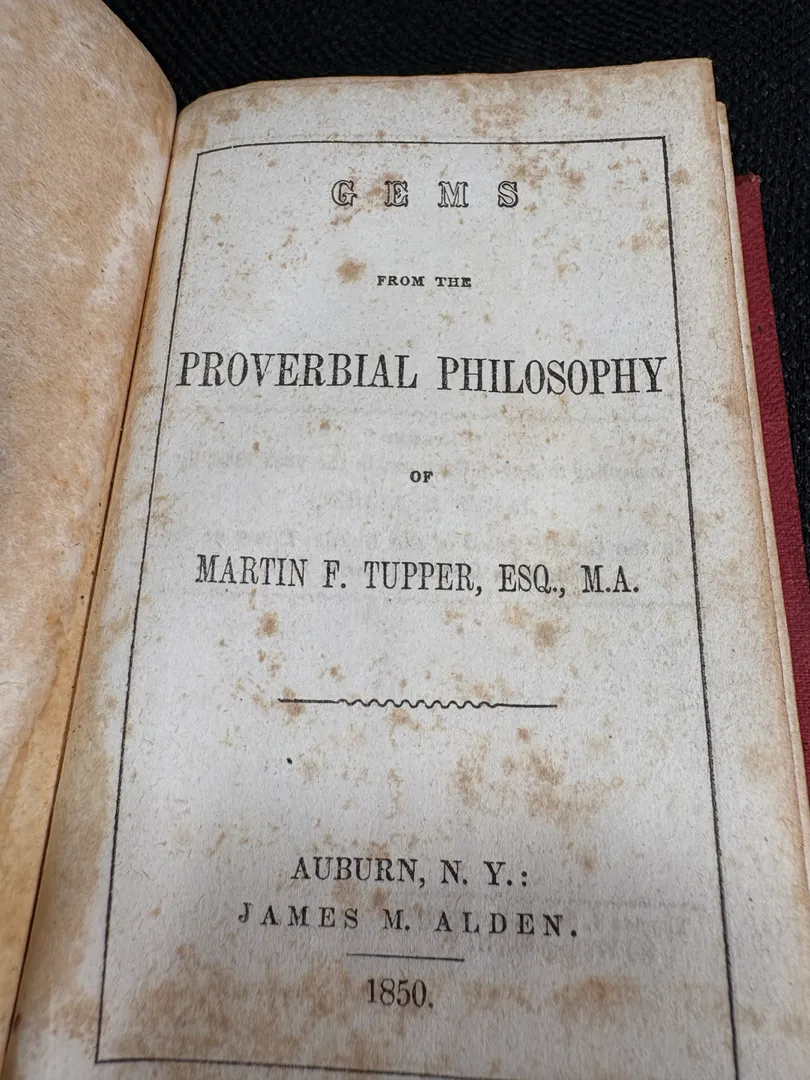 GEMS
FROM THE
PROVERBIAL PHILOSOPHY
OF
MARTIN F. TUPPER, ESQ., M.A.
AUBURN, N. Y.:
JAMES M. ALDEN.
1850.